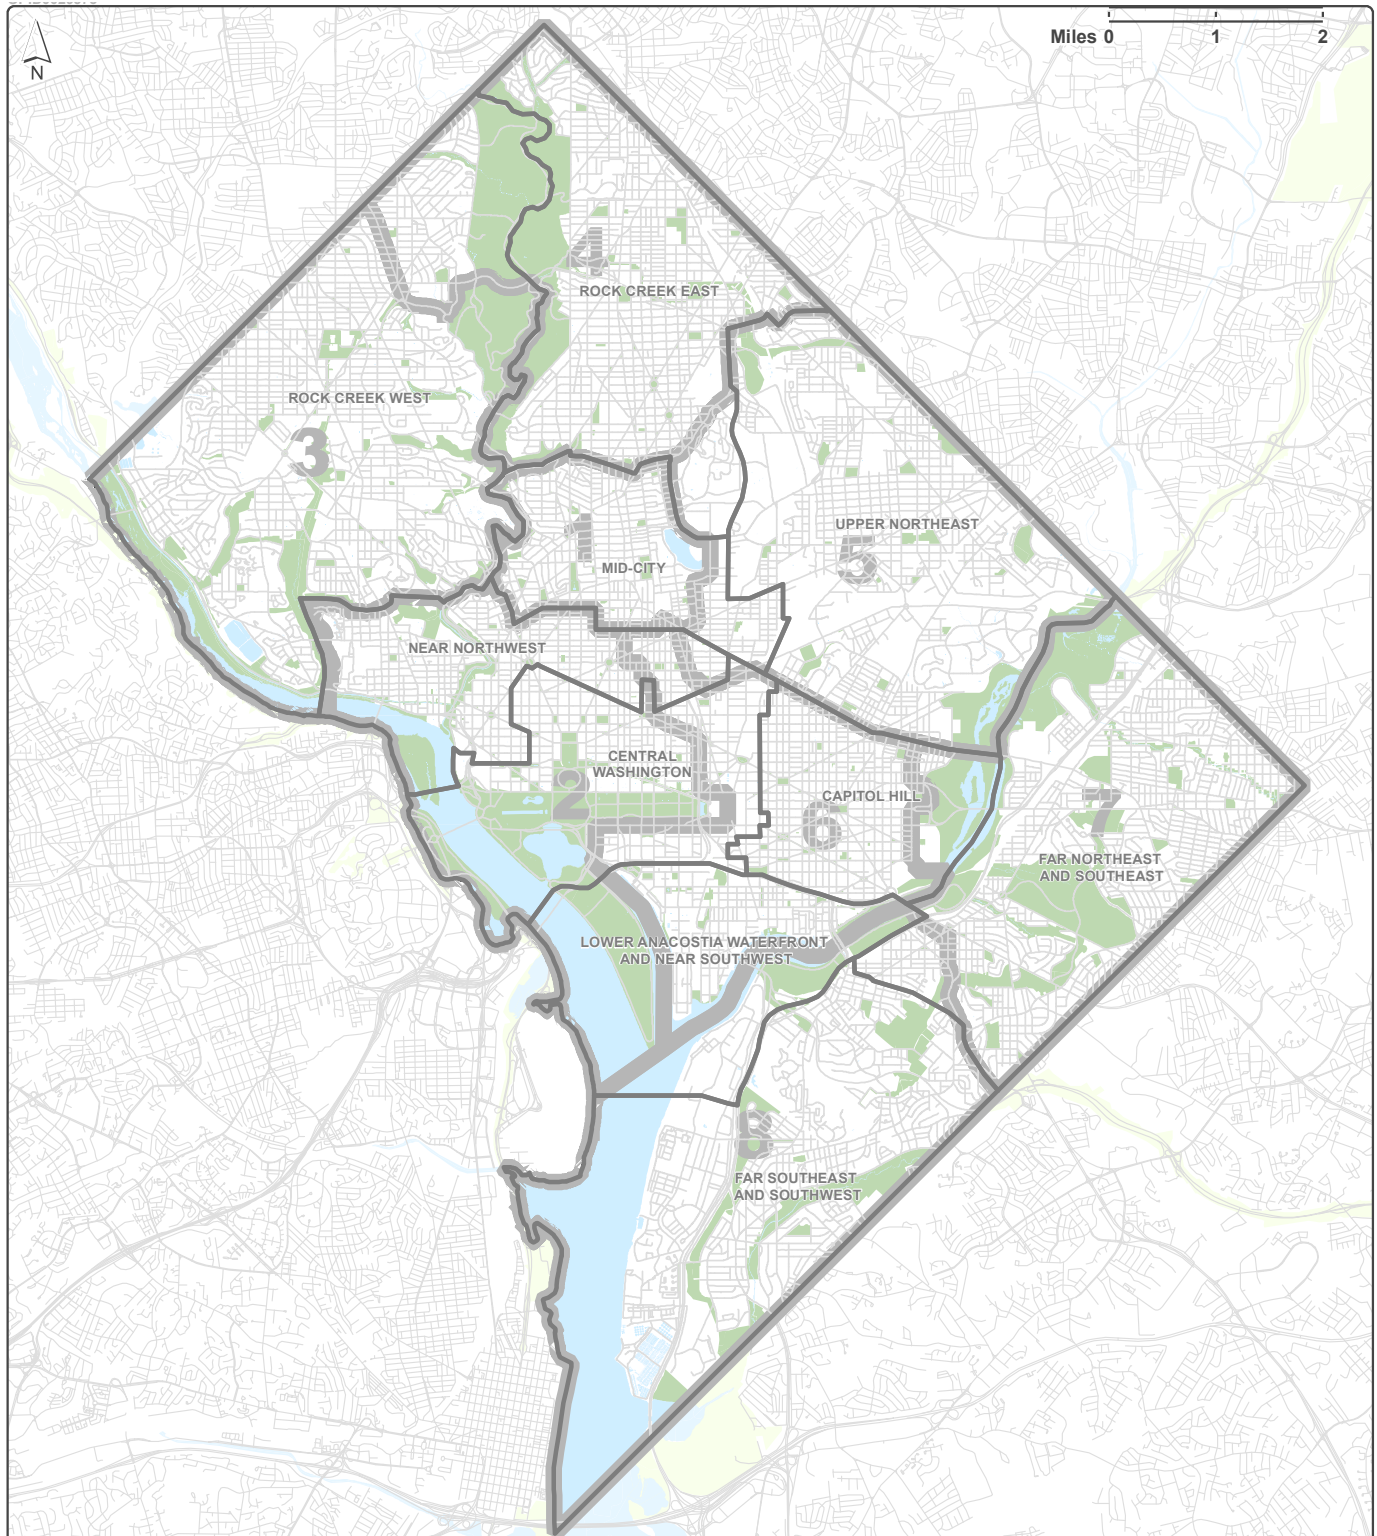 Miles 0 1 2
N
4
ROCK CREEK EAST
ROCK CREEK WEST
3
1
UPPER NORTHEAST
5
MID-CITY
NEAR NORTHWEST
CENTRAL
WASHINGTON
2
CAPITOL HILL
6
7
FAR NORTHEAST
AND SOUTHEAST
LOWER ANACOSTIA WATERFRONT
AND NEAR SOUTHWEST
8
FAR SOUTHEAST
AND SOUTHWEST